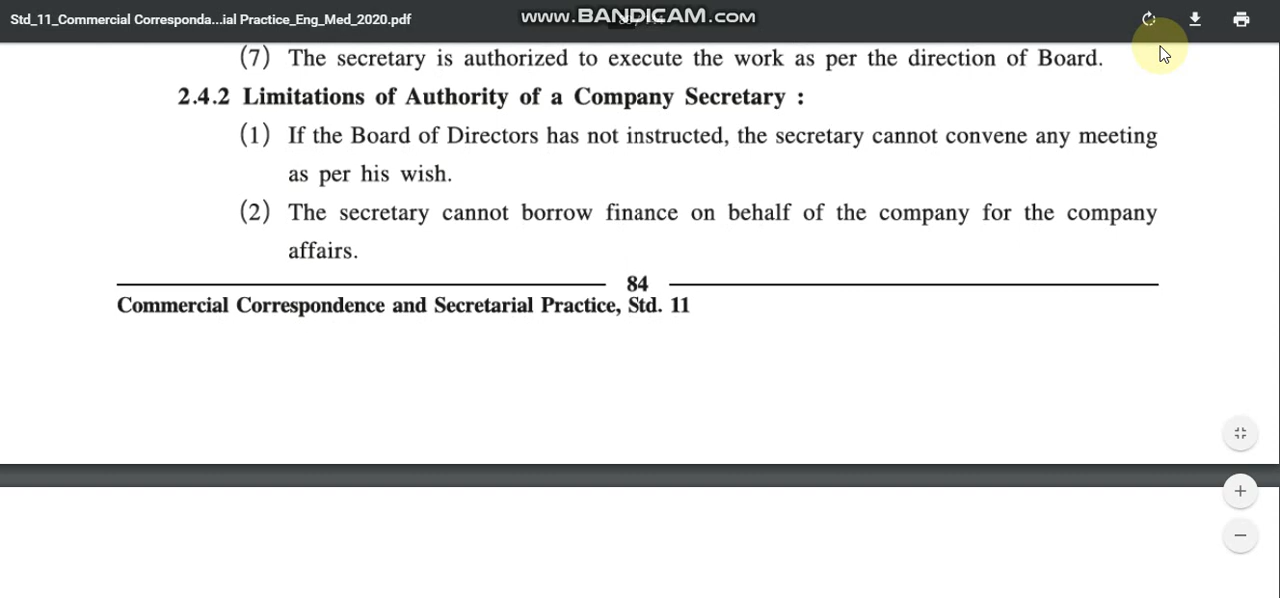 Std_11_Commercial Corresponda...ial Practice_Eng_Med_2020.pdf
www.BANDICAM.com
(7) The secretary is authorized to execute the work as per the direction of Board.
2.4.2 Limitations of Authority of a Company Secretary :
(1) If the Board of Directors has not instructed, the secretary cannot convene any meeting
as per his wish.
(2) The secretary cannot borrow finance on behalf of the company for the company
affairs.
84
Commercial Correspondence and Secretarial Practice, Std. 11